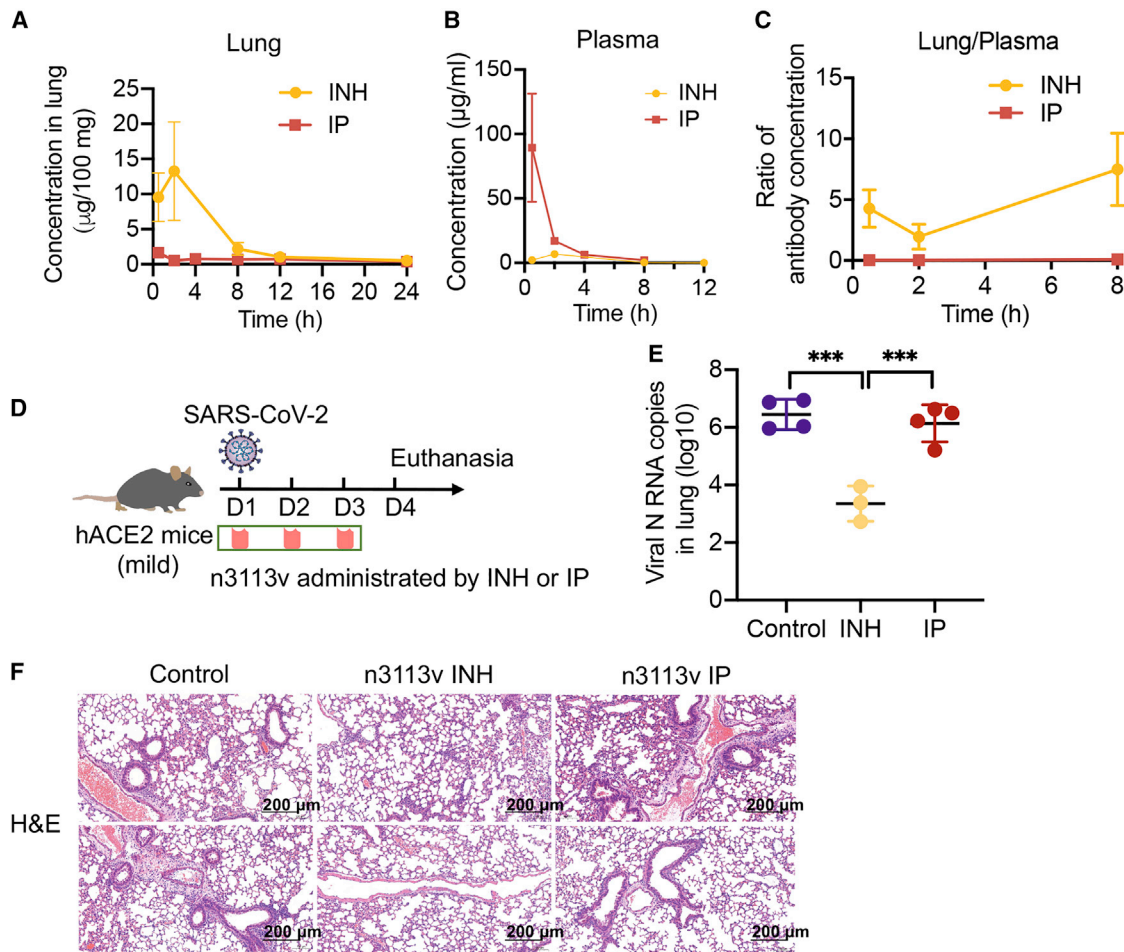 A
Lung
Concentration in lung
(μg/100 mg)
25
20
15
10
5
0
0 4 8 12 16 20 24
Time (h)
INH
IP
B
Plasma
Concentration (μg/ml)
150
100
50
0
0 4 8 12
Time (h)
INH
IP
C
Lung/Plasma
Ratio of
antibody concentration
15
10
5
0
0 2 4 6 8
Time (h)
INH
IP
D
SARS-CoV-2
Euthanasia
D1 D2 D3 D4
hACE2 mice
(mild)
n3113v administrated by INH or IP
E
Viral N RNA copies
in lung (log10)
8
6
4
2
0
*** ***
Control INH IP
F
Control n3113v INH n3113v IP
H&E
200 μm 200 μm 200 μm
200 μm 200 μm 200 μm